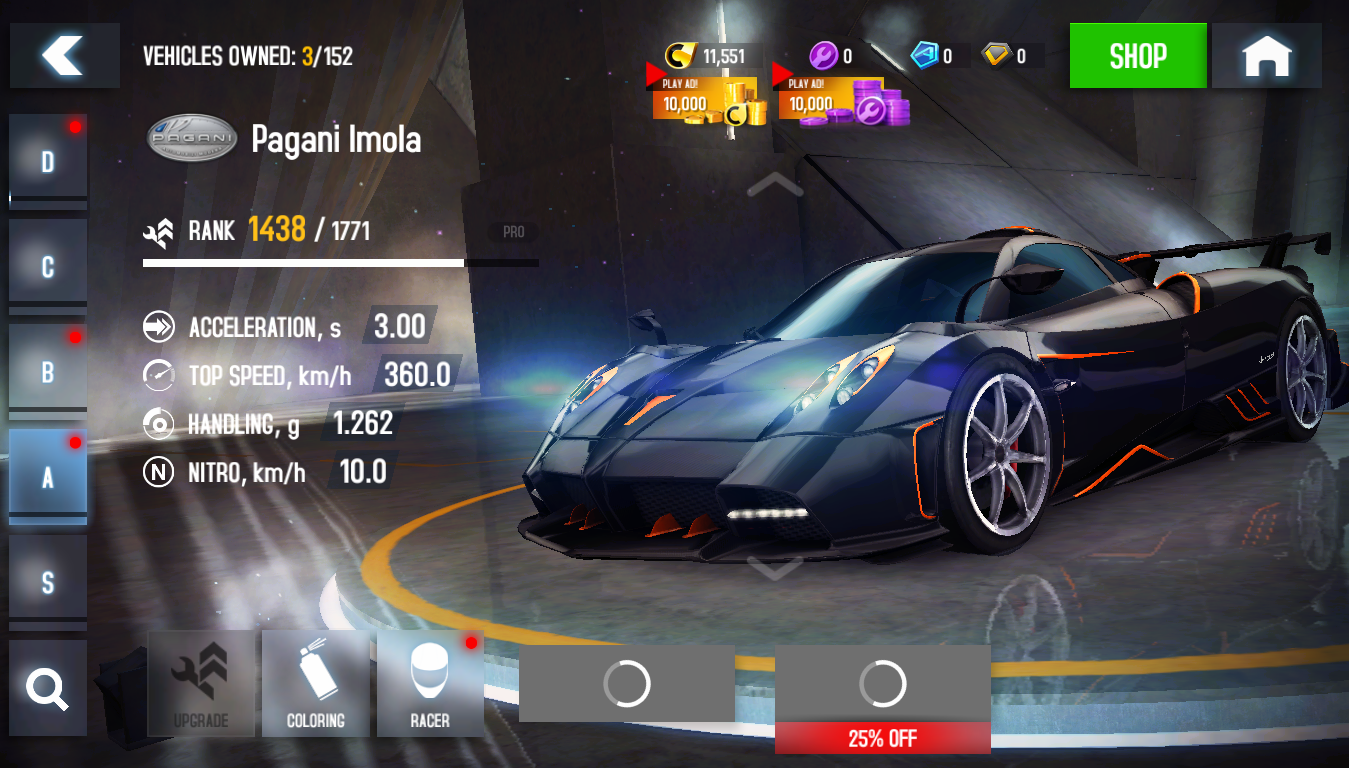 VEHICLES OWNED: 3/152
11,551
0
0
0
SHOP
PLAY AD!
10,000
PLAY AD!
10,000
PAGANI
Pagani Imola
D
C
B
A
S
RANK 1438 / 1771
PRO
ACCELERATION, s 3.00
TOP SPEED, km/h 360.0
HANDLING, g 1.262
N NITRO, km/h 10.0
UPGRADE
COLORING
RACER
25% OFF